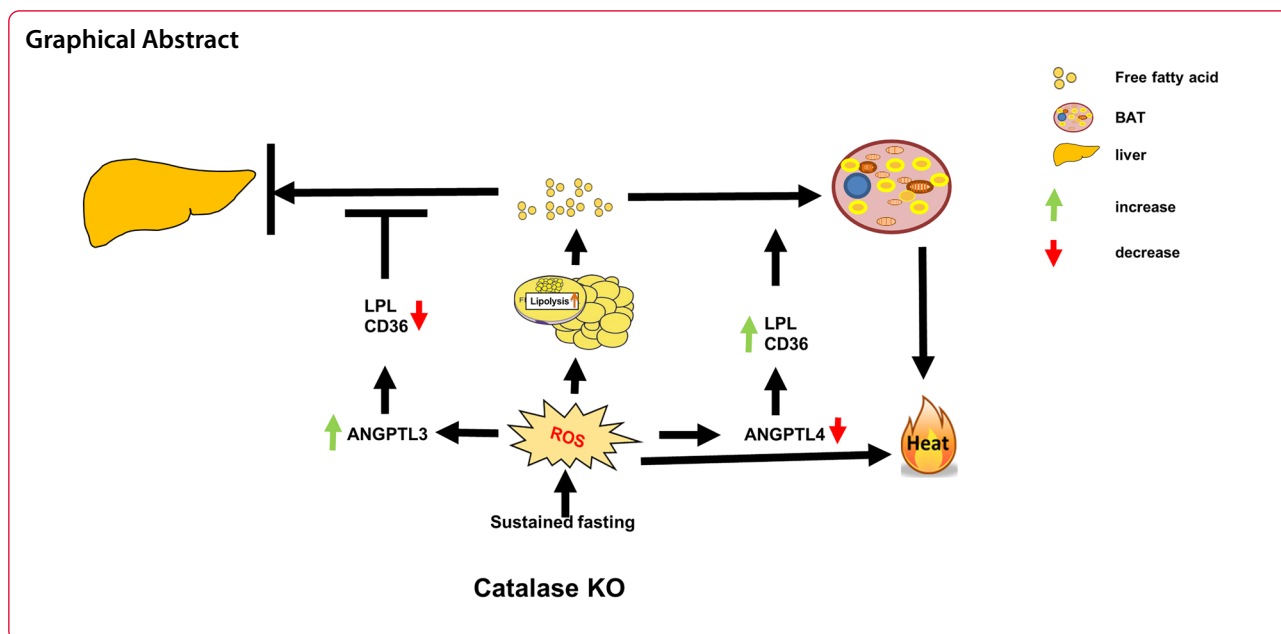 Graphical Abstract
Free fatty acid
BAT
liver
increase
decrease
LPL
CD36
Lipolysis
LPL
CD36
ANGPTL3
ROS
ANGPTL4
Heat
Sustained fasting
Catalase KO